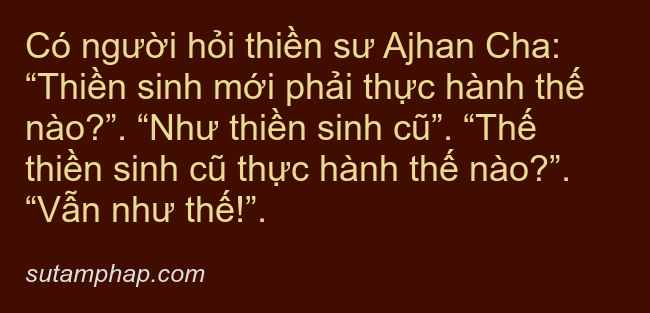 Có người hỏi thiền sư Ajhan Cha:
“Thiền sinh mới phải thực hành thế
nào?”. “Như thiền sinh cũ”. “Thế
thiền sinh cũ thực hành thế nào?”.
“Vẫn như thế!”.
sutamphap.com